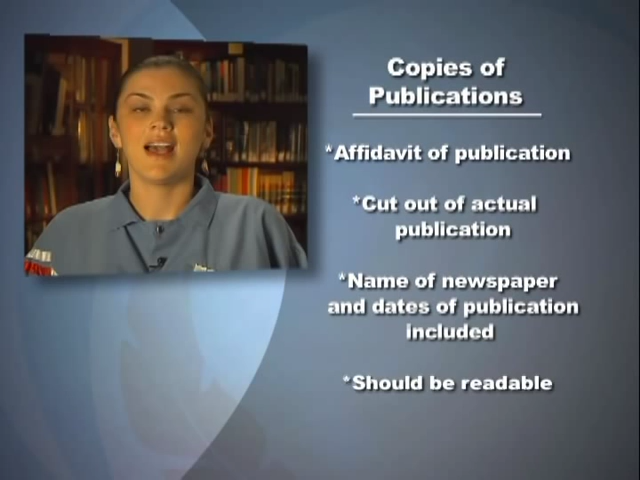 Copies of
Publications
*Affidavit of publication
*Cut out of actual
publication
*Name of newspaper
and dates of publication
included
*Should be readable